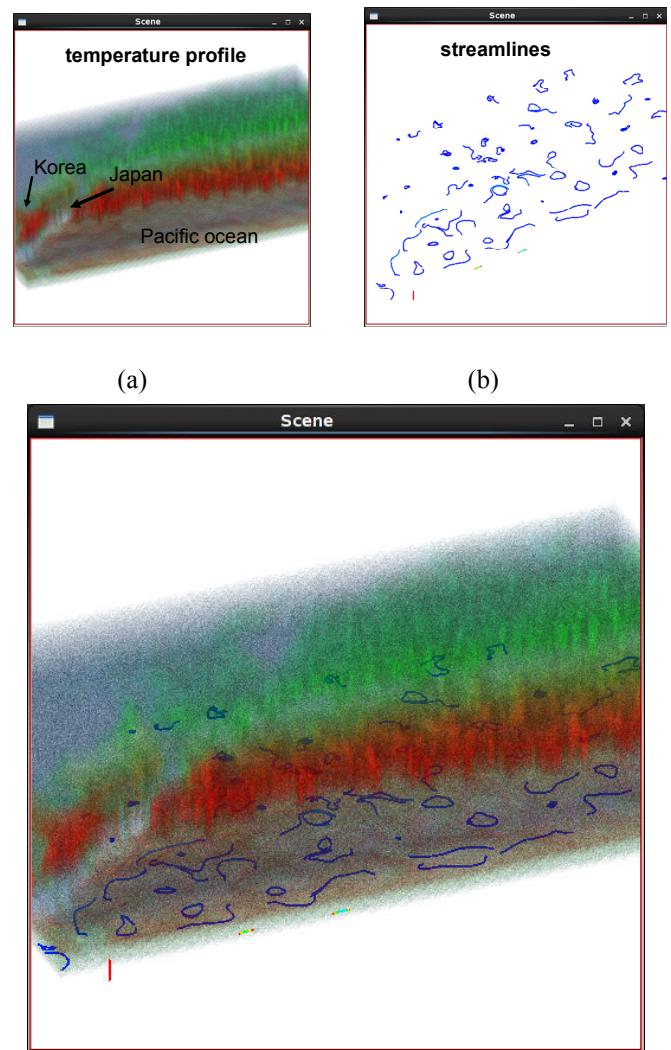 Scene
temperature profile
Korea
Japan
Pacific ocean
Scene
streamlines
(a)
(b)
Scene